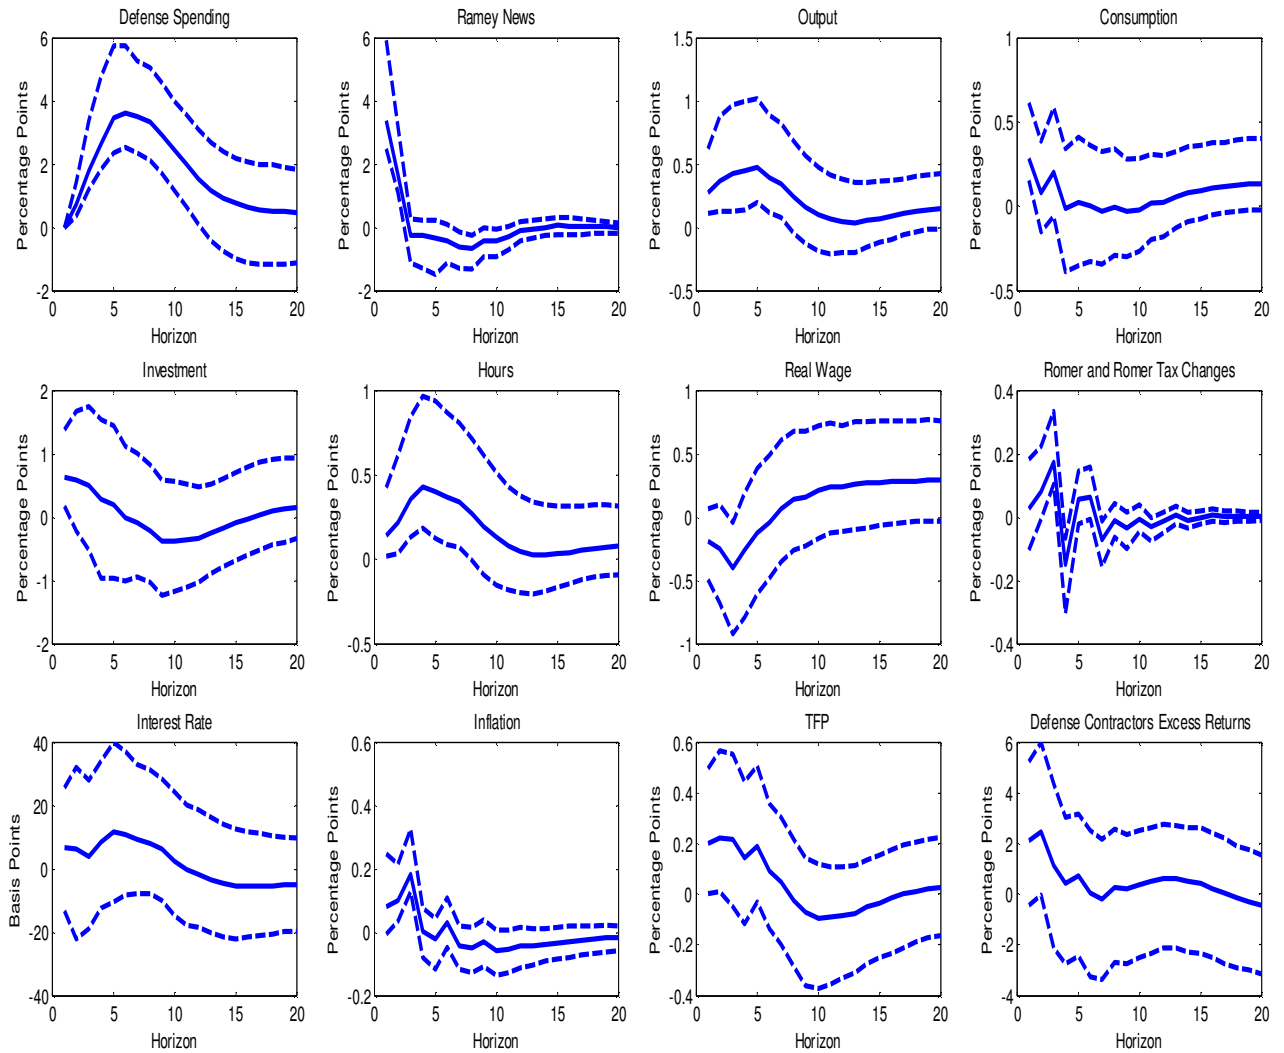 Defense Spending
Percentage Points
6
4
2
0
-2
0 5 10 15 20
Horizon
Ramey News
Percentage Points
6
4
2
0
-2
0 5 10 15 20
Horizon
Output
Percentage Points
1.5
1
0.5
0
-0.5
0 5 10 15 20
Horizon
Consumption
Percentage Points
1
0.5
0
-0.5
0 5 10 15 20
Horizon
Investment
Percentage Points
2
1
0
-1
-2
0 5 10 15 20
Horizon
Hours
Percentage Points
1
0.5
0
-0.5
0 5 10 15 20
Horizon
Real Wage
Percentage Points
1
0.5
0
-0.5
-1
0 5 10 15 20
Horizon
Romer and Romer Tax Changes
Percentage Points
0.4
0.2
0
-0.2
-0.4
0 5 10 15 20
Horizon
Interest Rate
Basis Points
40
20
0
-20
-40
0 5 10 15 20
Horizon
Inflation
Percentage Points
0.6
0.4
0.2
0
-0.2
0 5 10 15 20
Horizon
TFP
Percentage Points
0.6
0.4
0.2
0
-0.2
-0.4
0 5 10 15 20
Horizon
Defense Contractors Excess Returns
Percentage Points
6
4
2
0
-2
-4
0 5 10 15 20
Horizon